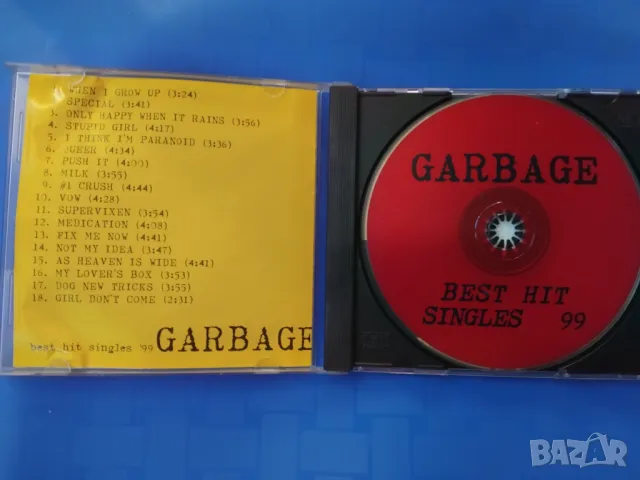 WHEN I GROW UP (3:24)
SPECIAL (3:41)
3. ONLY HAPPY WHEN IT RAINS (3:56)
4. STUPID GIRL (4:17)
5. I THINK I'M PARANOID (3:36)
6. QUEER (4:34)
7. PUSH IT (4:00)
8. MILK (3:55)
9. #1 CRUSH (4:44)
10. VOW (4:28)
11. SUPERVIXEN (3:54)
12. MEDICATION (4:08)
13. FIX ME NOW (4:41)
14. NOT MY IDEA (3:47)
15. AS HEAVEN IS WIDE (4:41)
16. MY LOVER'S BOX (3:53)
17. DOG NEW TRICKS (3:55)
18. GIRL DON'T COME (2:31)
best hit singles '99 GARBAGE
GARBAGE
BEST HIT
SINGLES 99
BAZAR.bg